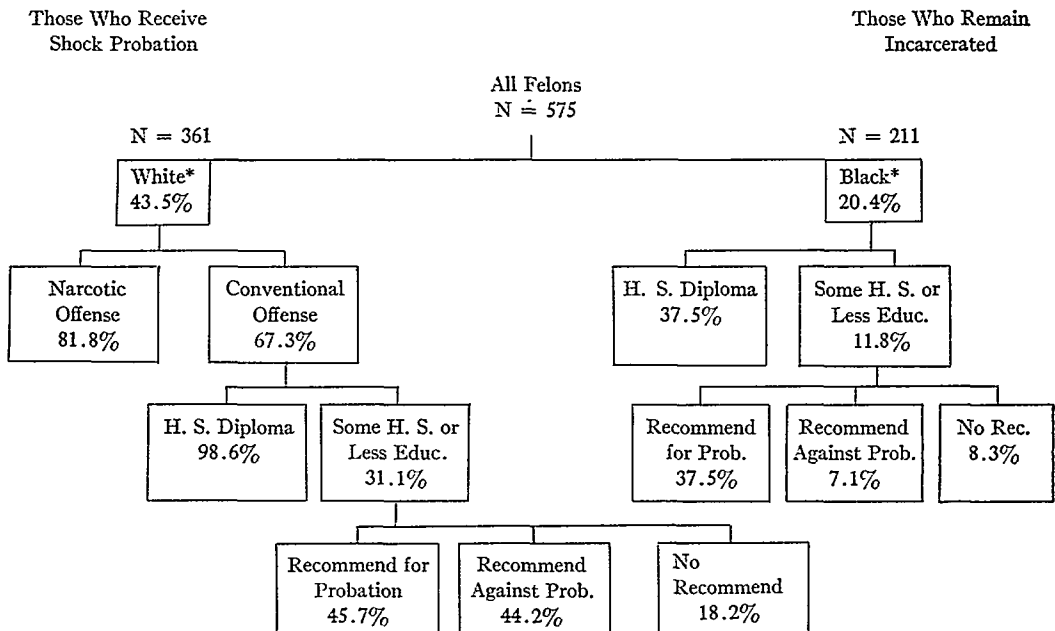 Those Who Receive
Shock Probation
Those Who Remain
Incarcerated
All Felons
N = 575
N = 361
N = 211
White*
43.5%
Black*
20.4%
Narcotic
Offense
81.8%
Conventional
Offense
67.3%
H. S. Diploma
37.5%
Some H. S. or
Less Educ.
11.8%
H. S. Diploma
98.6%
Some H. S. or
Less Educ.
31.1%
Recommend
for Prob.
37.5%
Recommend
Against Prob.
7.1%
No Rec.
8.3%
Recommend for
Probation
45.7%
Recommend
Against Prob.
44.2%
No
Recommend
18.2%